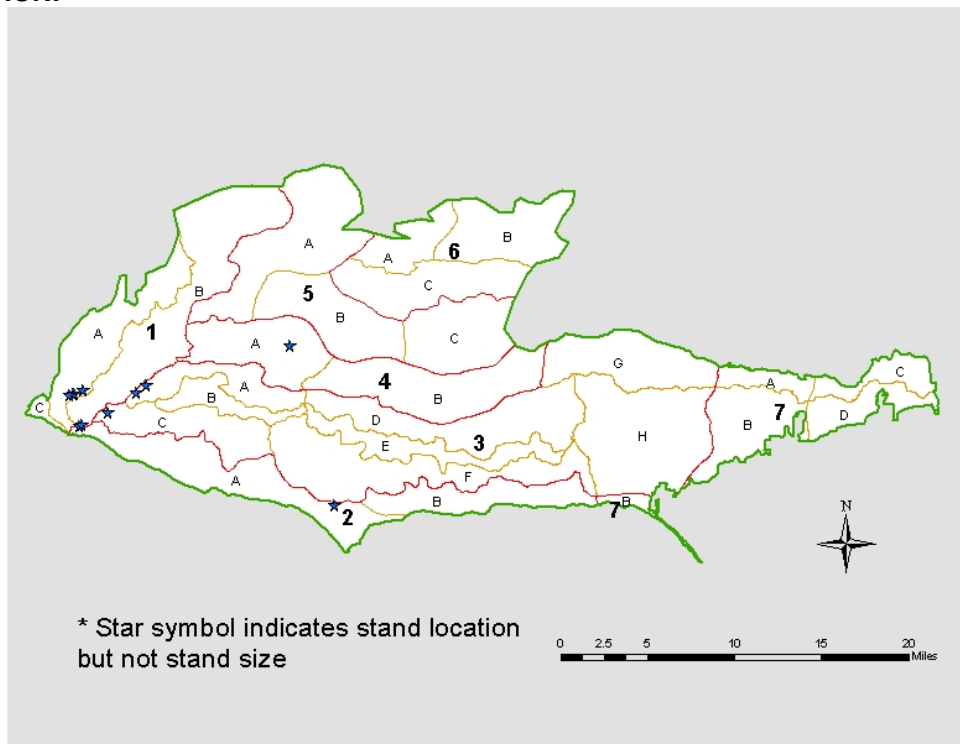 A
B
6
A
B
C
5
B
A
B
1
A
C
A
4
B
G
A
C
C
A
B
D
7
B
D
C
3
E
H
F
A
B
2
B
7
N
* Star symbol indicates stand location
but not stand size
0 2.5 5 10 15 20
Miles